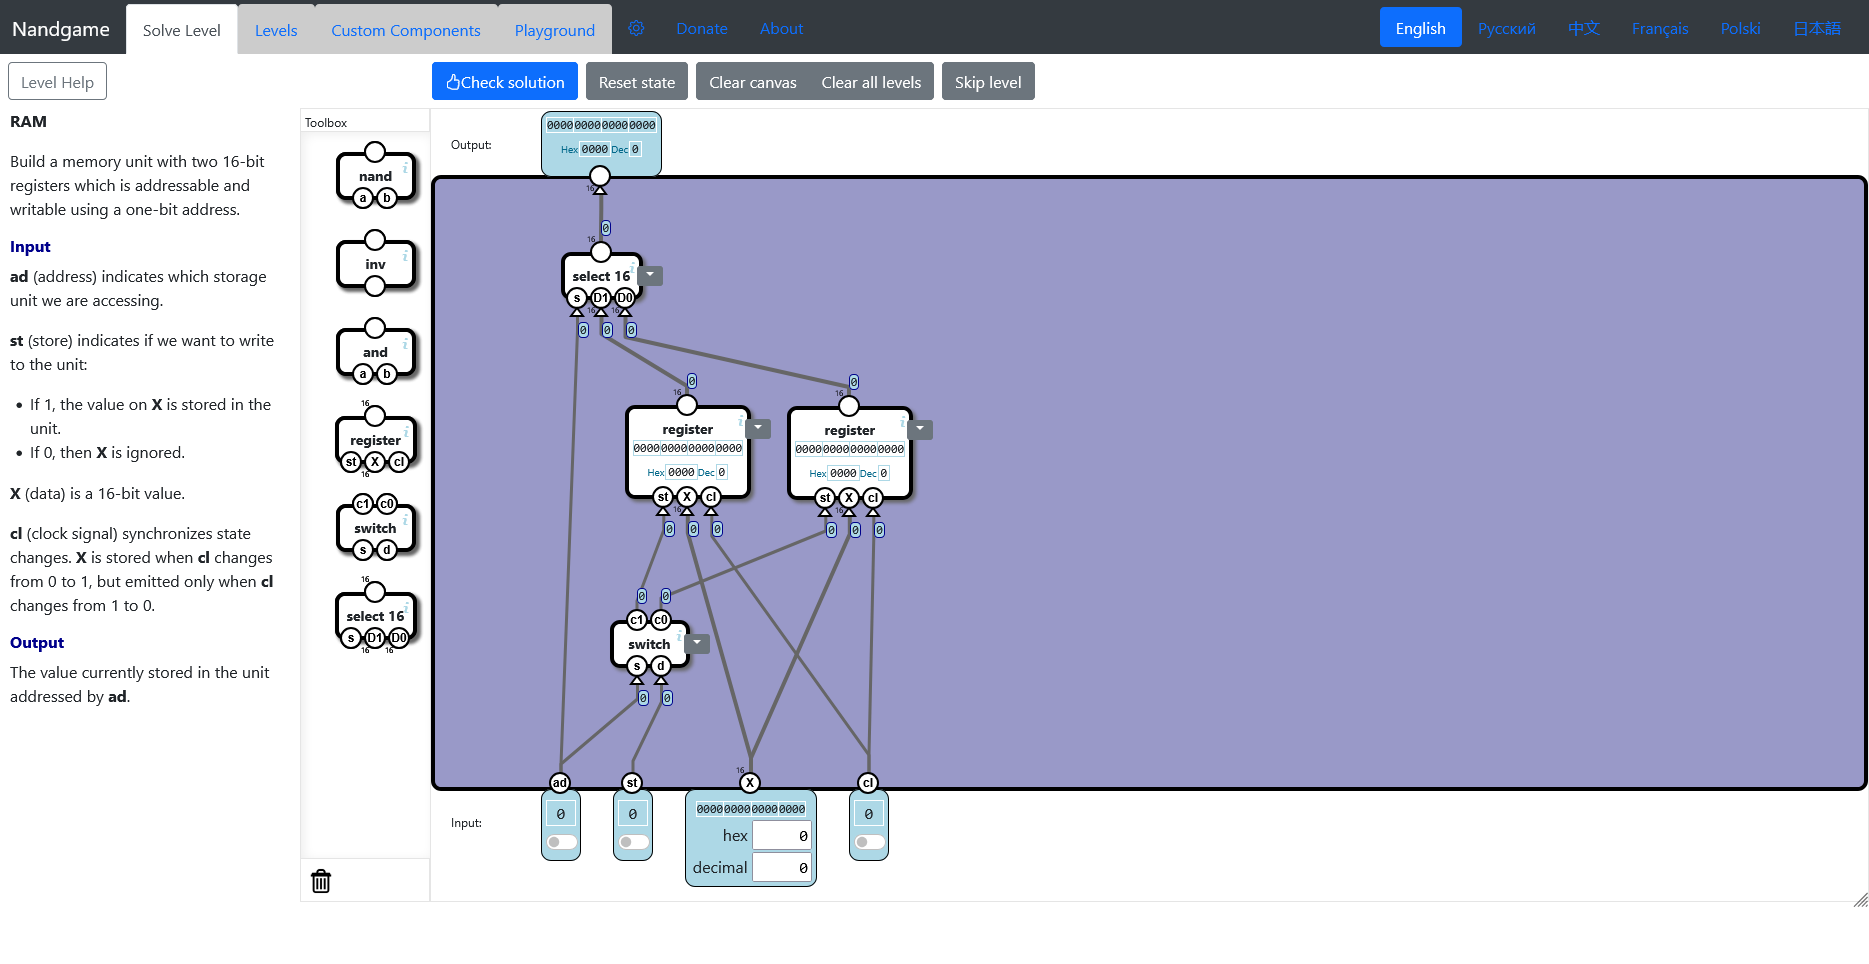 Nandgame
Solve Level
Levels
Custom Components
Playground
Donate
About
English
Русский
中文
Français
Polski
日本語
Level Help
Check solution
Reset state
Clear canvas
Clear all levels
Skip level
RAM
Build a memory unit with two 16-bit
registers which is addressable and
writable using a one-bit address.
Input
ad (address) indicates which storage
unit we are accessing.
st (store) indicates if we want to write
to the unit:
• If 1, the value on X is stored in the
unit.
• If 0, then X is ignored.
X (data) is a 16-bit value.
cl (clock signal) synchronizes state
changes. X is stored when cl changes
from 0 to 1, but emitted only when cl
changes from 1 to 0.
Output
The value currently stored in the unit
addressed by ad.
Toolbox
nand
i
a b
inv
i
and
i
a b
16
register
i
st X cl
16
c1 c0
switch
i
s d
16
select 16
i
s D1 D0
16 16
Output:
0000000000000000
Hex 0000 Dec 0
16
0
16
select 16
i
s D1 D0
16 16
0 0 0
0
16
register
i
0000000000000000
Hex 0000 Dec 0
st X cl
16
0 0 0
0
16
register
i
0000000000000000
Hex 0000 Dec 0
st X cl
16
0 0 0
0 0
c1 c0
switch
i
s d
0 0
16
ad st X cl
Input:
0
0
0000000000000000
hex 0
decimal 0
0